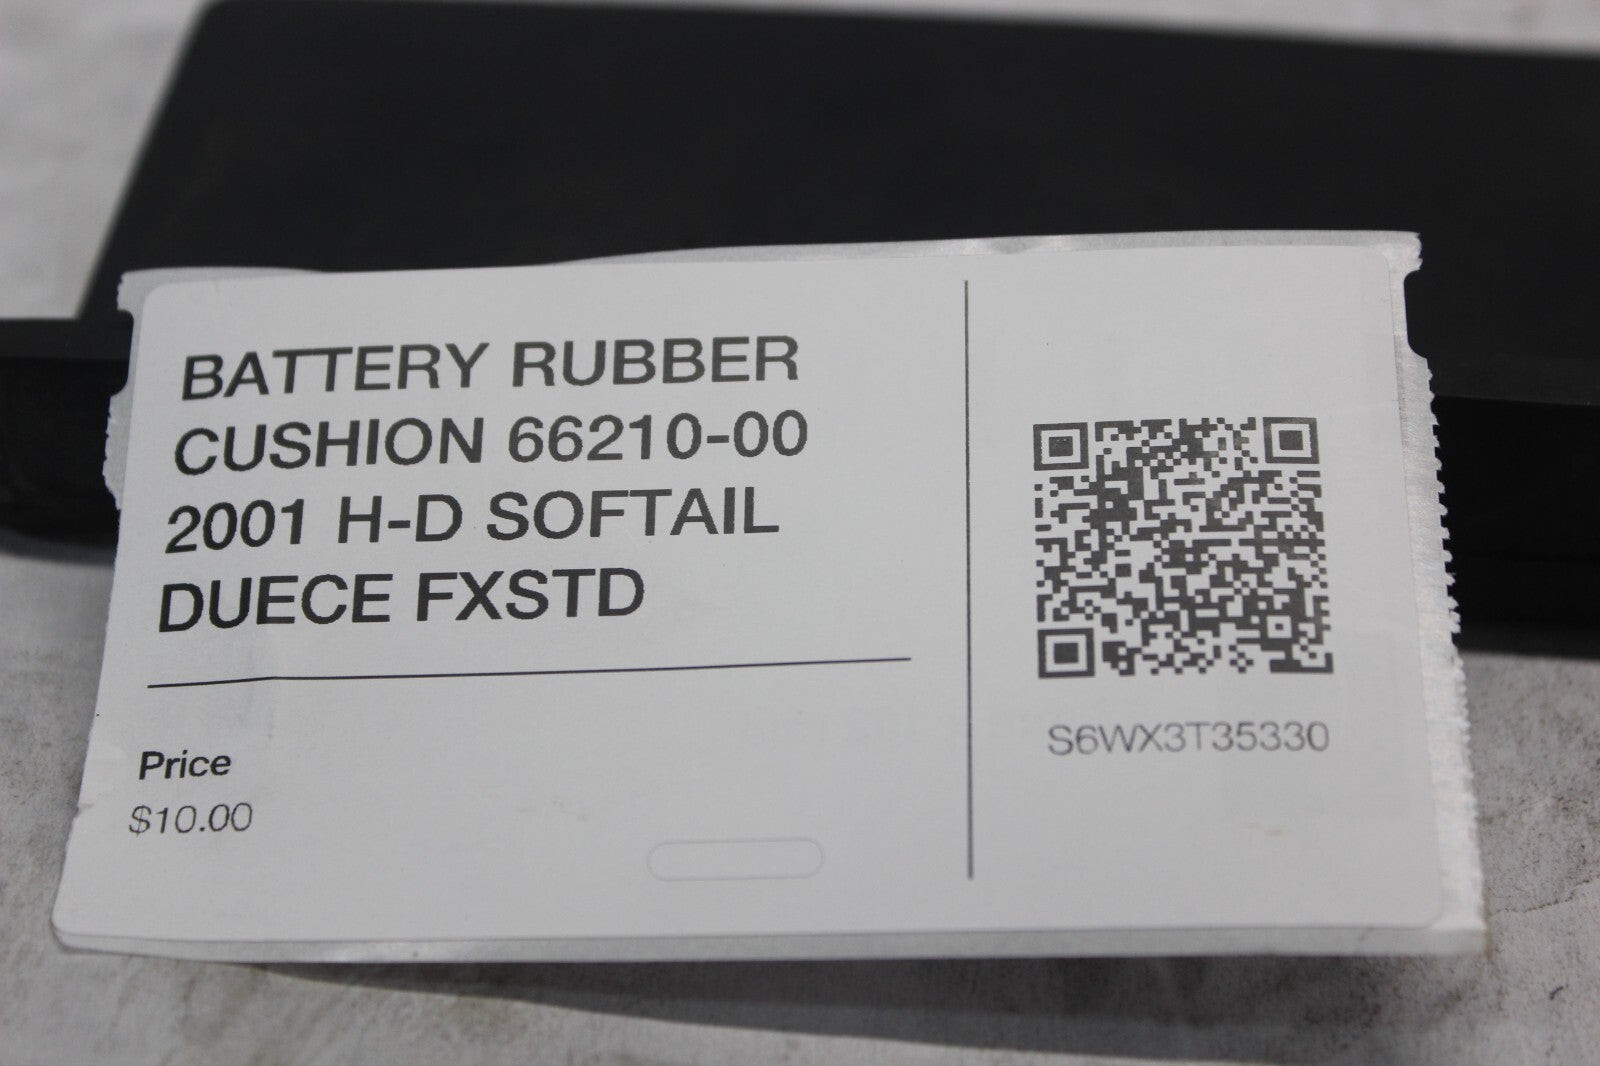 BATTERY RUBBER
CUSHION 66210-00
2001 H-D SOFTAIL
DUECE FXSTD
Price
$10.00
S6WX3T35330